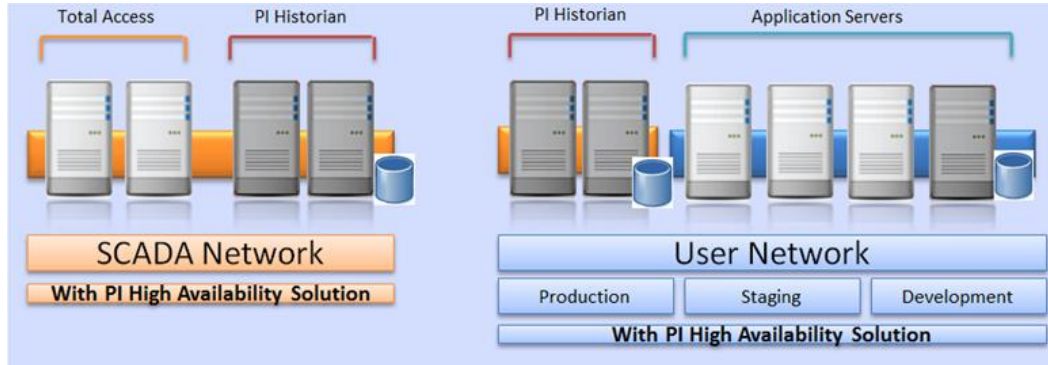 Total Access
PI Historian
PI Historian
Application Servers
SCADA Network
With PI High Availability Solution
User Network
Production
Staging
Development
With PI High Availability Solution